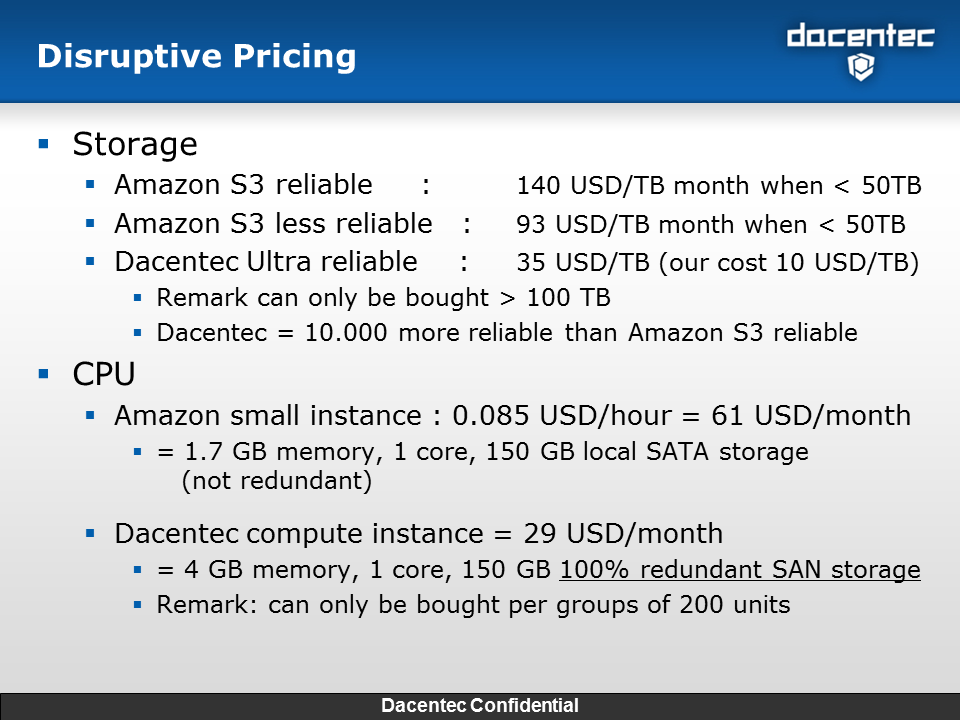 Disruptive Pricing
dacentec
Storage
Amazon S3 reliable : 140 USD/TB month when < 50TB
Amazon S3 less reliable : 93 USD/TB month when < 50TB
Dacentec Ultra reliable : 35 USD/TB (our cost 10 USD/TB)
Remark can only be bought > 100 TB
Dacentec = 10.000 more reliable than Amazon S3 reliable
CPU
Amazon small instance : 0.085 USD/hour = 61 USD/month
= 1.7 GB memory, 1 core, 150 GB local SATA storage
(not redundant)
Dacentec compute instance = 29 USD/month
= 4 GB memory, 1 core, 150 GB 100% redundant SAN storage
Remark: can only be bought per groups of 200 units
Dacentec Confidential